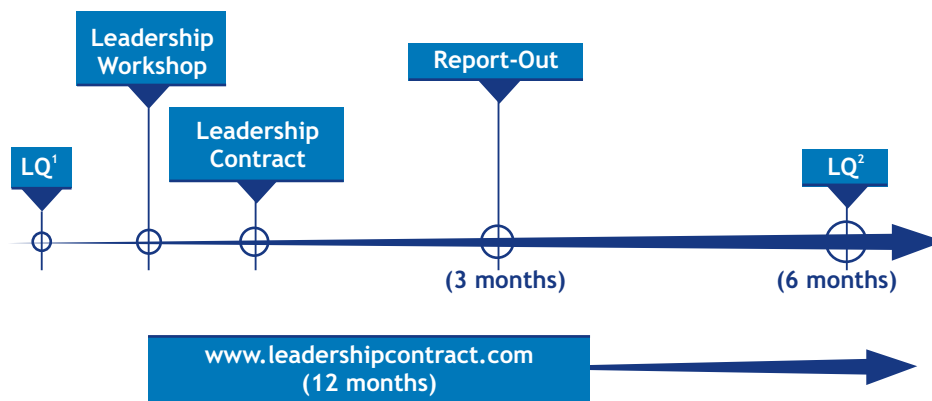 Leadership
Workshop
Report-Out
Leadership
Contract
LQ¹
LQ²
(3 months)
(6 months)
www.leadershipcontract.com
(12 months)